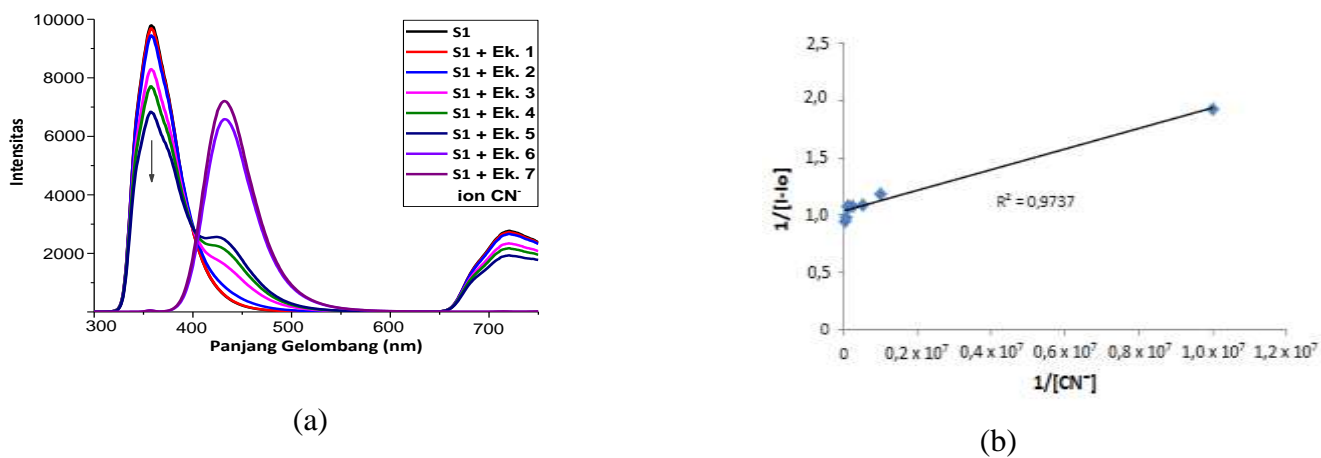 10000
8000
6000
4000
2000
Intensitas
300
400
500
600
700
Panjang Gelombang (nm)
S1
S1 + Ek. 1
S1 + Ek. 2
S1 + Ek. 3
S1 + Ek. 4
S1 + Ek. 5
S1 + Ek. 6
S1 + Ek. 7
ion CN⁻
(a)
2,5
2,0
1,5
1,0
0,5
0
1/[I-Io]
R² = 0,9737
0
0,2 x 10⁷
0,4 x 10⁷
0,6 x 10⁷
0,8 x 10⁷
1,0 x 10⁷
1,2 x 10⁷
1/[CN⁻]
(b)